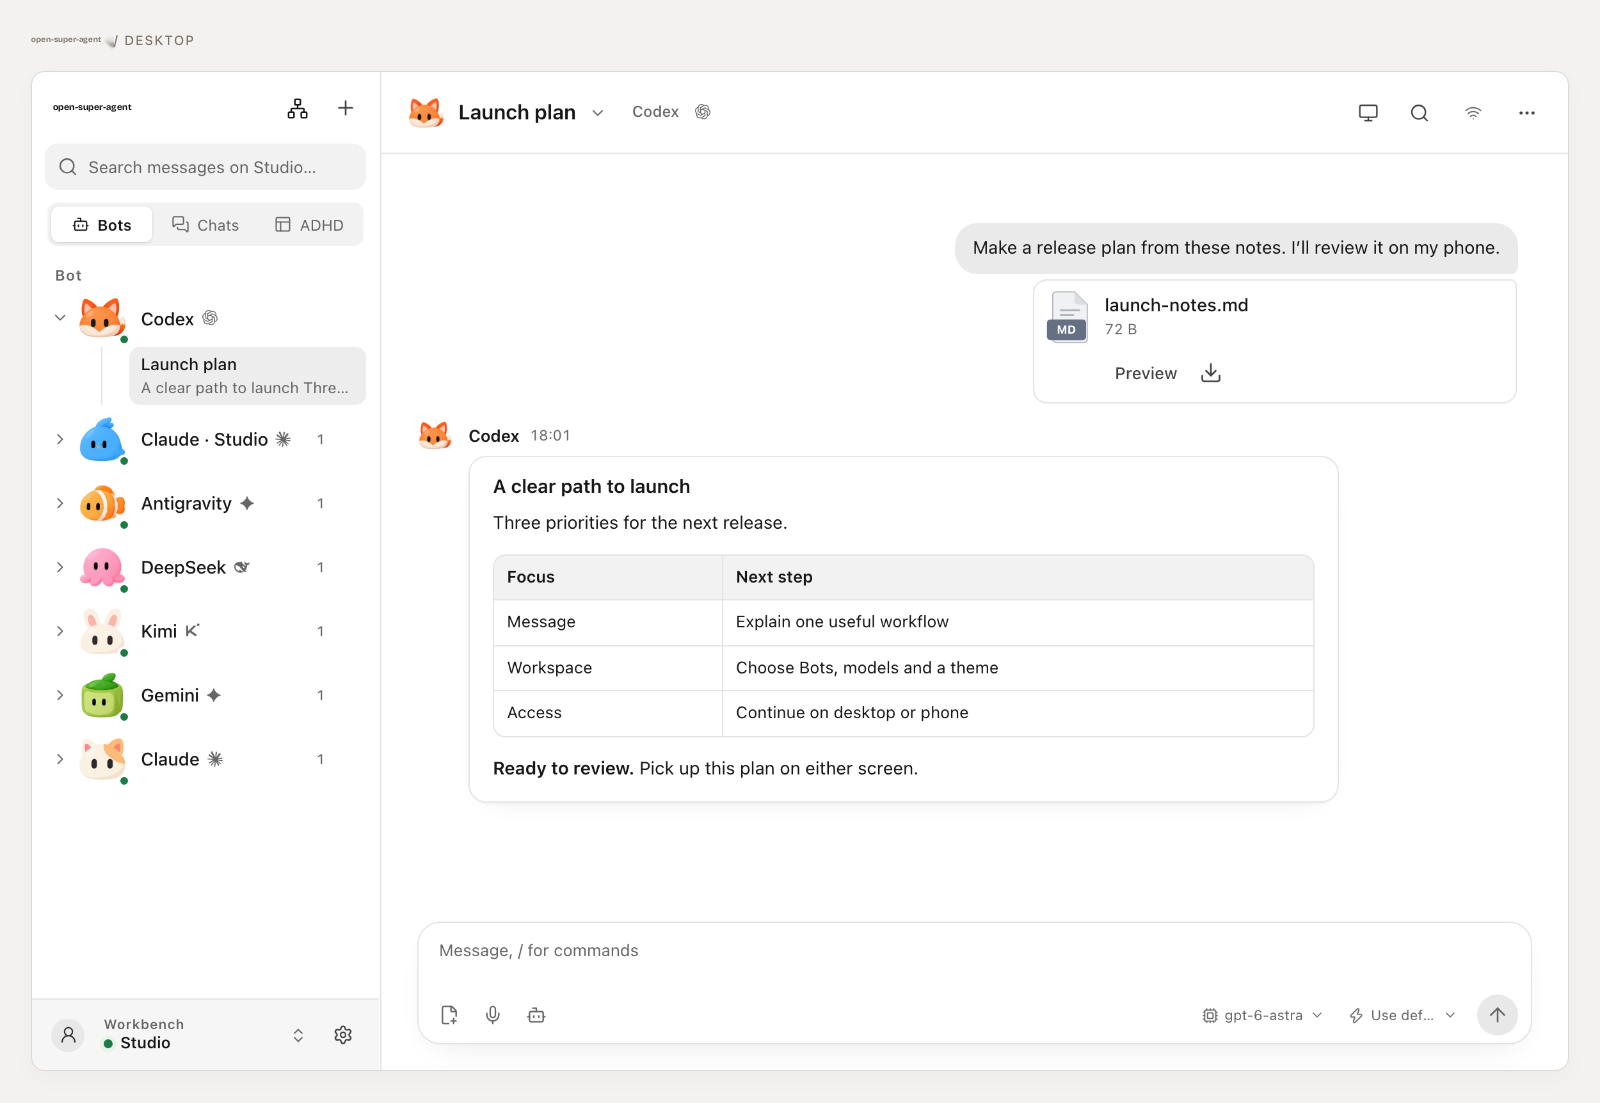 open-super-agent / DESKTOP
open-super-agent
Search messages on Studio...
Bots
Chats
ADHD
Bot
Codex
Launch plan
A clear path to launch Thre...
Claude · Studio 1
Antigravity 1
DeepSeek 1
Kimi 1
Gemini 1
Claude 1
Workbench
Studio
Launch plan
Codex
Make a release plan from these notes. I’ll review it on my phone.
MD
launch-notes.md
72 B
Preview
Codex 18:01
A clear path to launch
Three priorities for the next release.
Focus Next step
Message Explain one useful workflow
Workspace Choose Bots, models and a theme
Access Continue on desktop or phone
Ready to review. Pick up this plan on either screen.
Message, / for commands
gpt-6-astra
Use def...